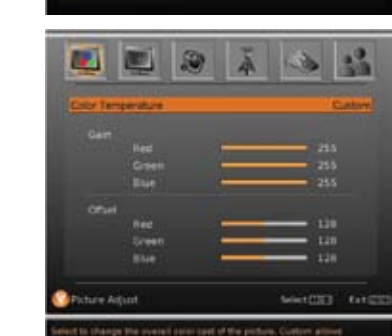 Color Temperature Custom
Gain
Red 255
Green 255
Blue 255
Offset
Red 128
Green 128
Blue 128
Picture Adjust Select Exit
Select to change the overall color cast of the picture. Custom allows